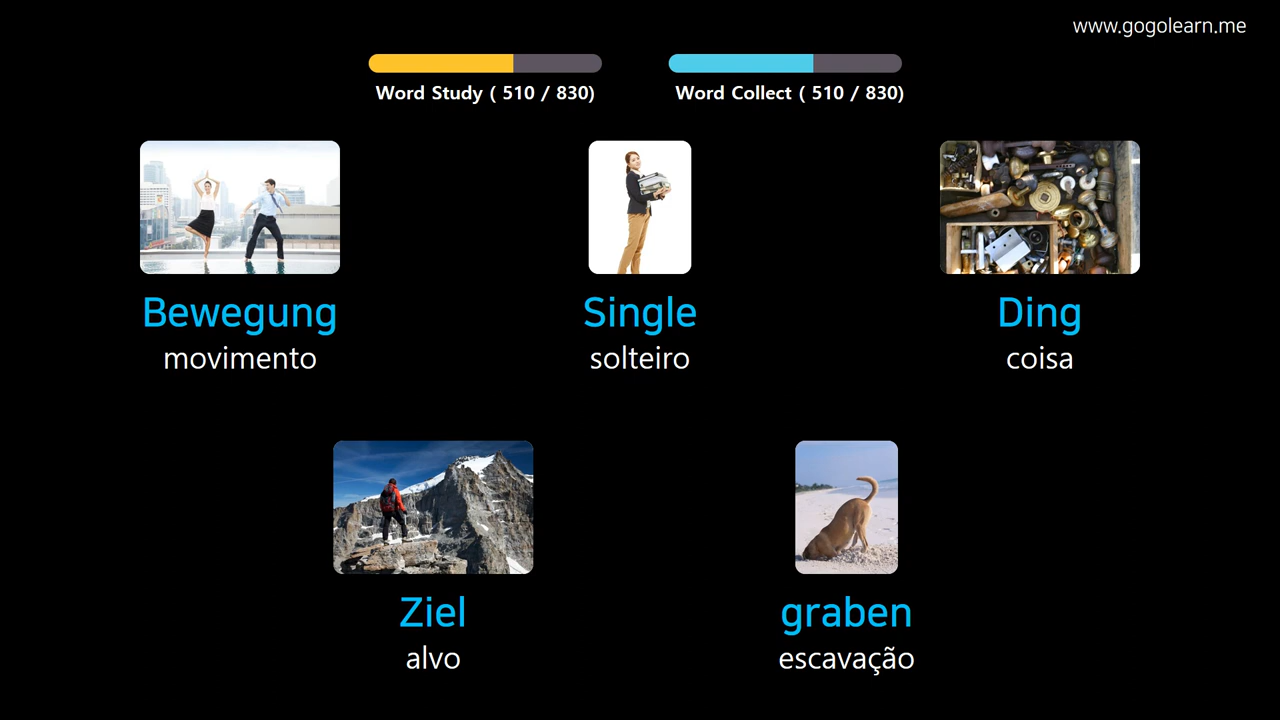 www.gogolearn.me
Word Study ( 510 / 830)
Word Collect ( 510 / 830)
Bewegung
movimento
Single
solteiro
Ding
coisa
Ziel
alvo
graben
escavação